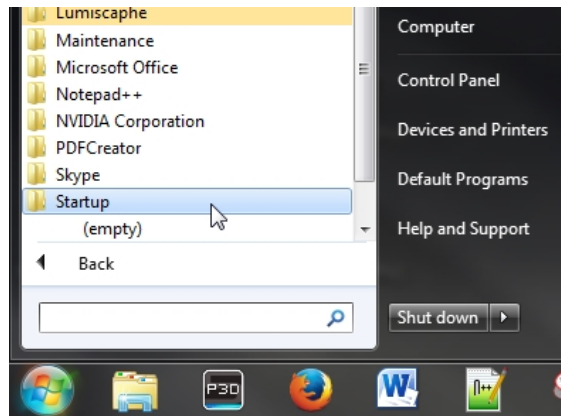 Lumiscaphe
Maintenance
Microsoft Office
Notepad++
NVIDIA Corporation
PDFCreator
Skype
Startup
(empty)
Back
Computer
Control Panel
Devices and Printers
Default Programs
Help and Support
Shut down
P3D
W
n++